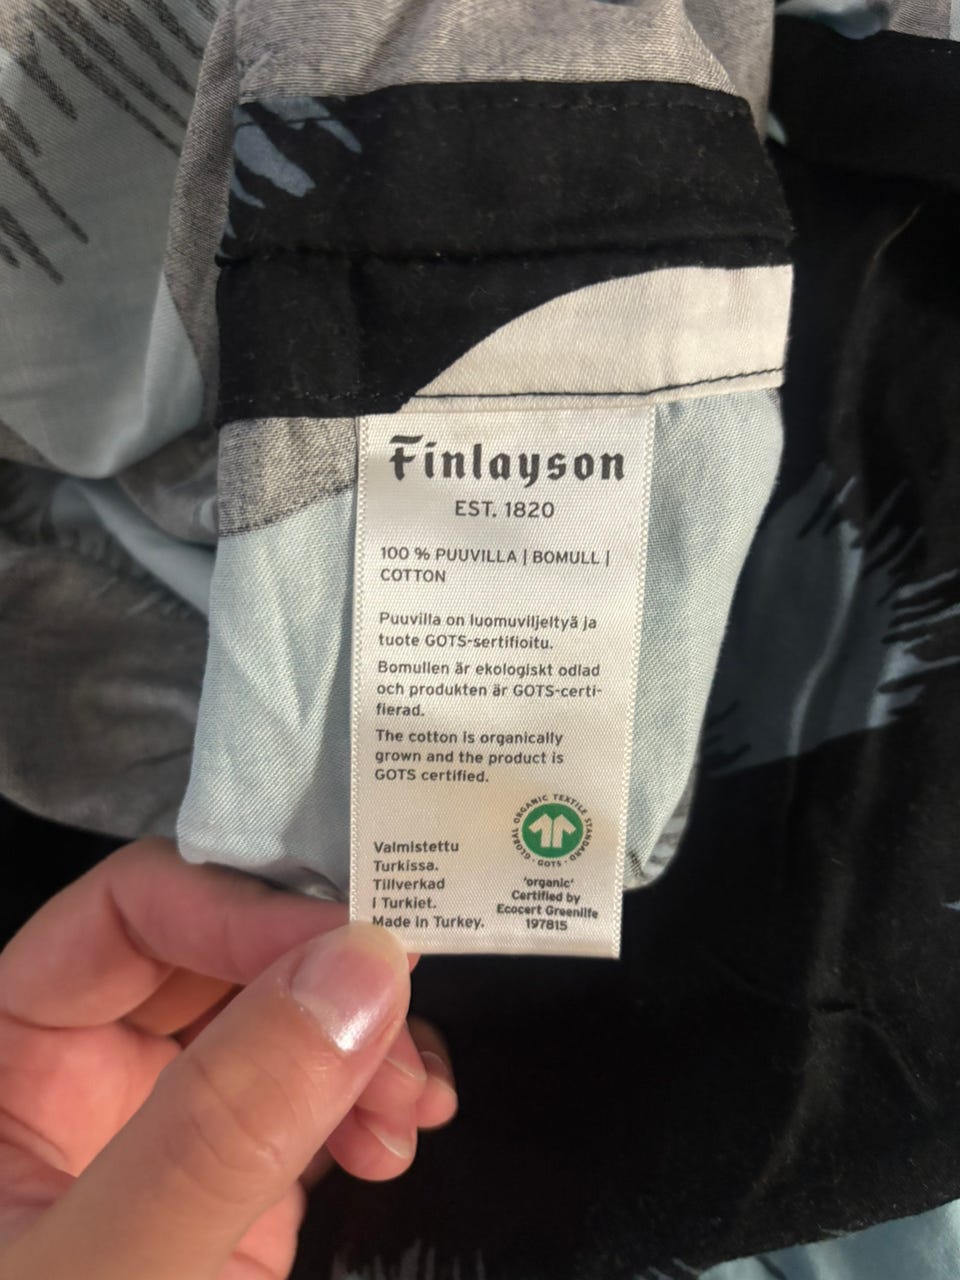 Finlayson
EST. 1820
100 % PUUVILLA | BOMULL |
COTTON
Puuvilla on luomuviljeltyä ja
tuote GOTS-sertifioitu.
Bomullen är ekologiskt odlad
och produkten är GOTS-certi-
fierad.
The cotton is organically
grown and the product is
GOTS certified.
Valmistettu
Turkissa.
Tillverkad
i Turkiet.
Made in Turkey.
GLOBAL ORGANIC TEXTILE STANDARD
· GOTS ·
'organic'
Certified by
Ecocert Greenlife
197815